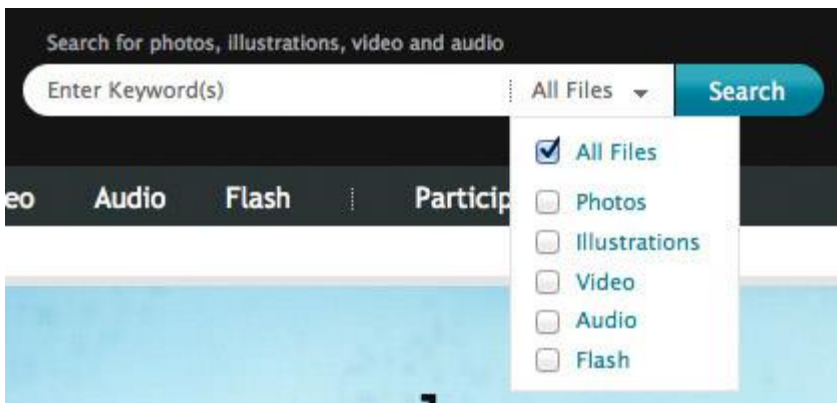 Search for photos, illustrations, video and audio
Enter Keyword(s) All Files Search
All Files
eo Audio Flash Particip
Photos
Illustrations
Video
Audio
Flash